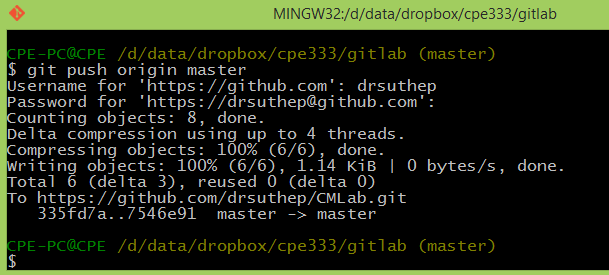 MINGW32:/d/data/dropbox/cpe333/gitlab
CPE-PC@CPE /d/data/dropbox/cpe333/gitlab (master)
$ git push origin master
Username for 'https://github.com': drsuthep
Password for 'https://drsuthep@github.com':
Counting objects: 8, done.
Delta compression using up to 4 threads.
Compressing objects: 100% (6/6), done.
Writing objects: 100% (6/6), 1.14 KiB | 0 bytes/s, done.
Total 6 (delta 3), reused 0 (delta 0)
To https://github.com/drsuthep/CMLab.git
   335fd7a..7546e91  master -> master
CPE-PC@CPE /d/data/dropbox/cpe333/gitlab (master)
$